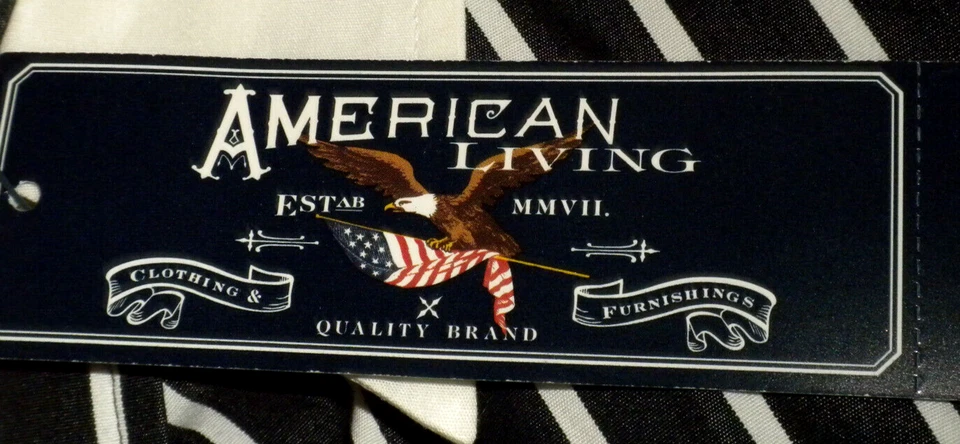 AMERICAN
LIVING
ESTAB MMVII.
CLOTHING & FURNISHINGS
QUALITY BRAND